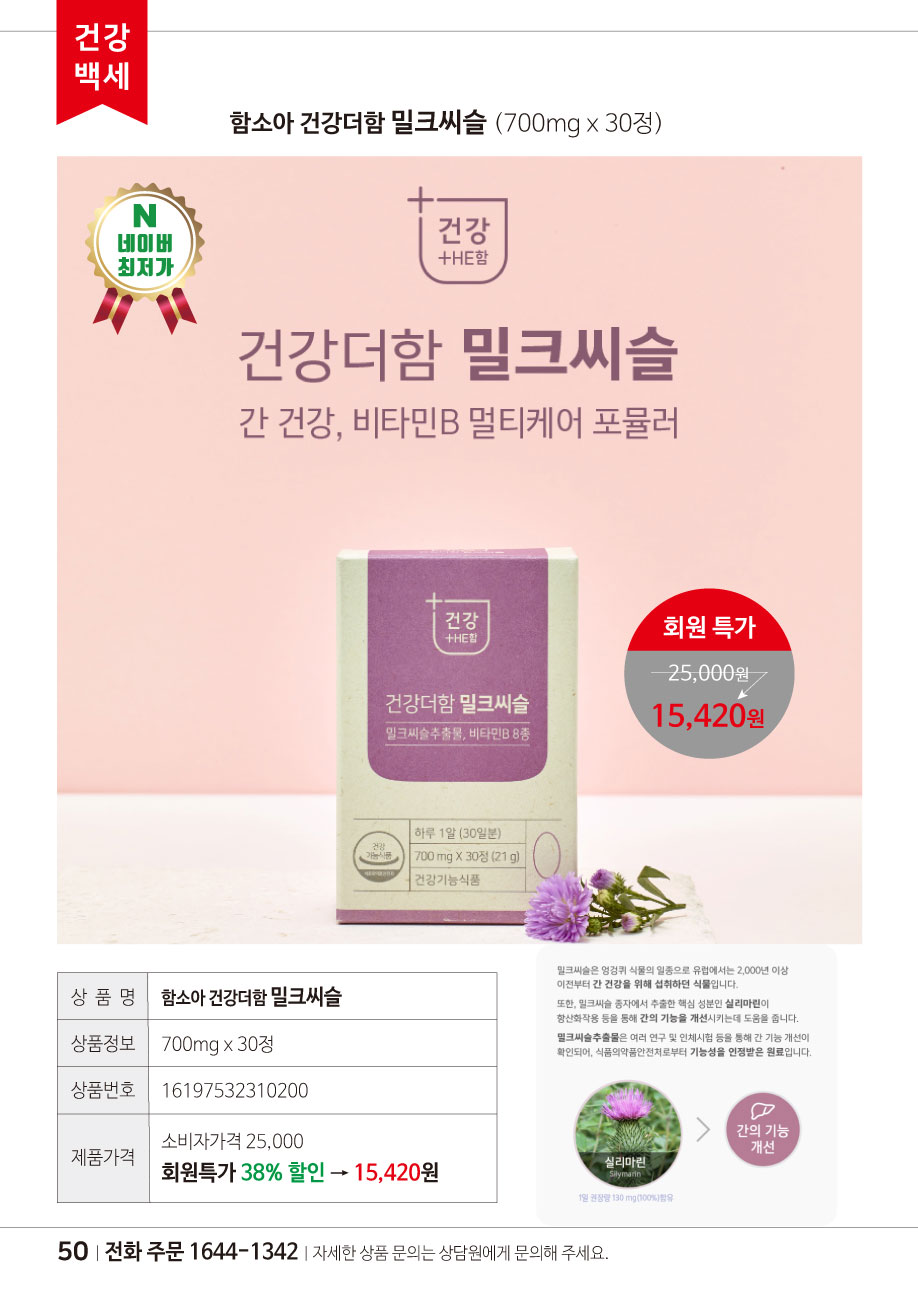 건강
백세
함소아 건강더함 밀크씨슬 (700mg x 30정)
N
네이버
최저가
건강
+HE함
건강더함 밀크씨슬
간 건강, 비타민B 멀티케어 포뮬러
건강
+HE함
건강더함 밀크씨슬
밀크씨슬추출물, 비타민B 8종
건강
기능식품
하루 1알 (30일분)
700 mg X 30정 (21 g)
건강기능식품
회원 특가
25,000원
15,420원
상 품 명 함소아 건강더함 밀크씨슬
상품정보 700mg x 30정
상품번호 16197532310200
제품가격 소비자가격 25,000
회원특가 38% 할인 → 15,420원
밀크씨슬은 엉겅퀴 식물의 일종으로 유럽에서는 2,000년 이상
이전부터 간 건강을 위해 섭취하던 식물입니다.
또한, 밀크씨슬 종자에서 추출한 핵심 성분인 실리마린이
항산화작용 등을 통해 간의 기능을 개선시키는데 도움을 줍니다.
밀크씨슬추출물은 여러 연구 및 인체시험 등을 통해 간 기능 개선이
확인되어, 식품의약품안전처로부터 기능성을 인정받은 원료입니다.
실리마린
Silymarin
간의 기능
개선
1일 권장량 130 mg(100%)함유
50 | 전화 주문 1644-1342 | 자세한 상품 문의는 상담원에게 문의해 주세요.